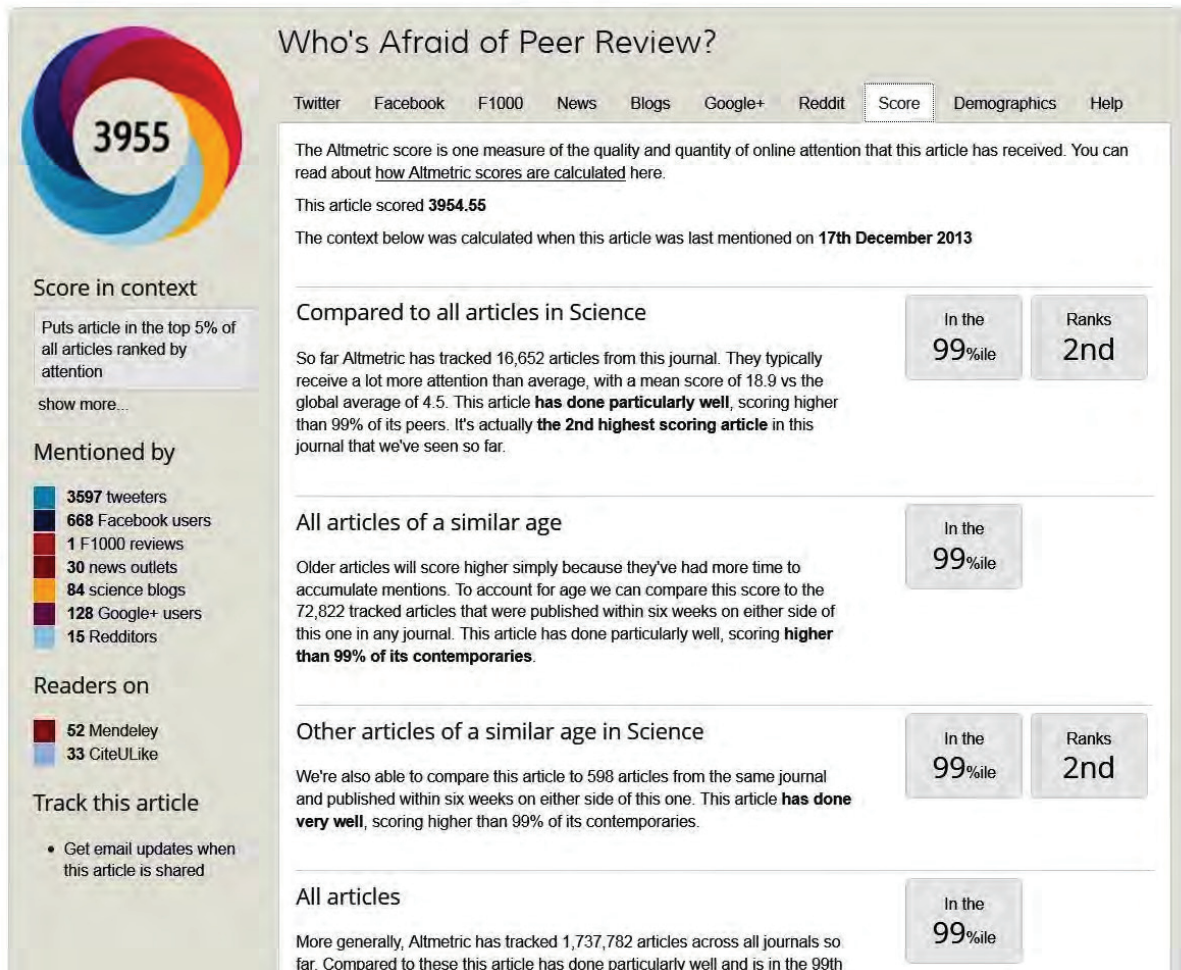 Who's Afraid of Peer Review?
Twitter Facebook F1000 News Blogs Google+ Reddit Score Demographics Help
3955
Score in context
Puts article in the top 5% of
all articles ranked by
attention
show more...
Mentioned by
3597 tweeters
668 Facebook users
1 F1000 reviews
30 news outlets
84 science blogs
128 Google+ users
15 Redditors
Readers on
52 Mendeley
33 CiteULike
Track this article
• Get email updates when
this article is shared
The Altmetric score is one measure of the quality and quantity of online attention that this article has received. You can
read about how Altmetric scores are calculated here.
This article scored 3954.55
The context below was calculated when this article was last mentioned on 17th December 2013
Compared to all articles in Science
So far Altmetric has tracked 16,652 articles from this journal. They typically
receive a lot more attention than average, with a mean score of 18.9 vs the
global average of 4.5. This article has done particularly well, scoring higher
than 99% of its peers. It's actually the 2nd highest scoring article in this
journal that we've seen so far.
In the
99%ile
Ranks
2nd
All articles of a similar age
Older articles will score higher simply because they've had more time to
accumulate mentions. To account for age we can compare this score to the
72,822 tracked articles that were published within six weeks on either side of
this one in any journal. This article has done particularly well, scoring higher
than 99% of its contemporaries.
In the
99%ile
Other articles of a similar age in Science
We're also able to compare this article to 598 articles from the same journal
and published within six weeks on either side of this one. This article has done
very well, scoring higher than 99% of its contemporaries.
In the
99%ile
Ranks
2nd
All articles
More generally, Altmetric has tracked 1,737,782 articles across all journals so
far. Compared to these this article has done particularly well and is in the 99th
In the
99%ile